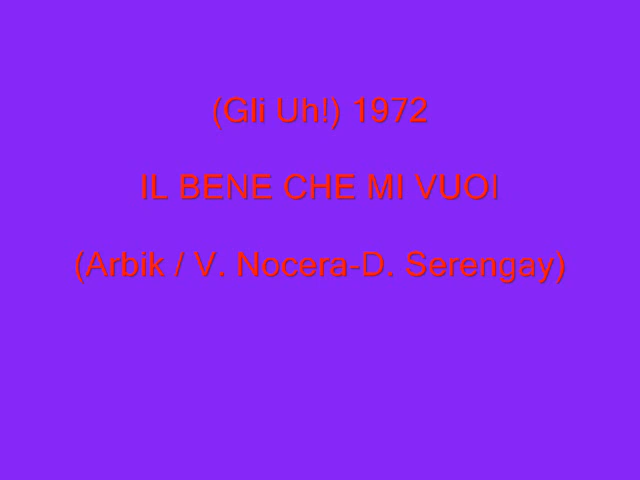 (Gli Uh!) 1972
IL BENE CHE MI VUOI
(Arbik / V. Nocera-D. Serengay)